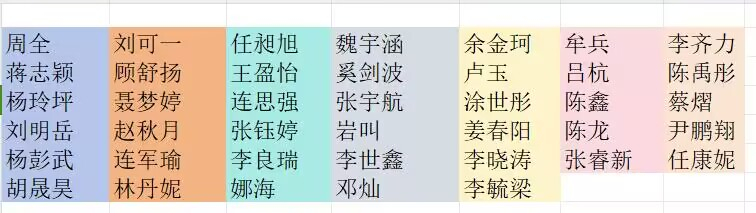 周全 刘可一 任昶旭 魏宇涵 余金珂 牟兵 李齐力
蒋志颖 顾舒扬 王盈怡 奚剑波 卢玉 吕杭 陈禹彤
杨玲坪 聂梦婷 连思强 张宇航 涂世彤 陈鑫 蔡熠
刘明岳 赵秋月 张钰婷 岩叫 姜春阳 陈龙 尹鹏翔
杨彭武 连军瑜 李良瑞 李世鑫 李晓涛 张睿新 任康妮
胡晟昊 林丹妮 娜海 邓灿 李毓梁